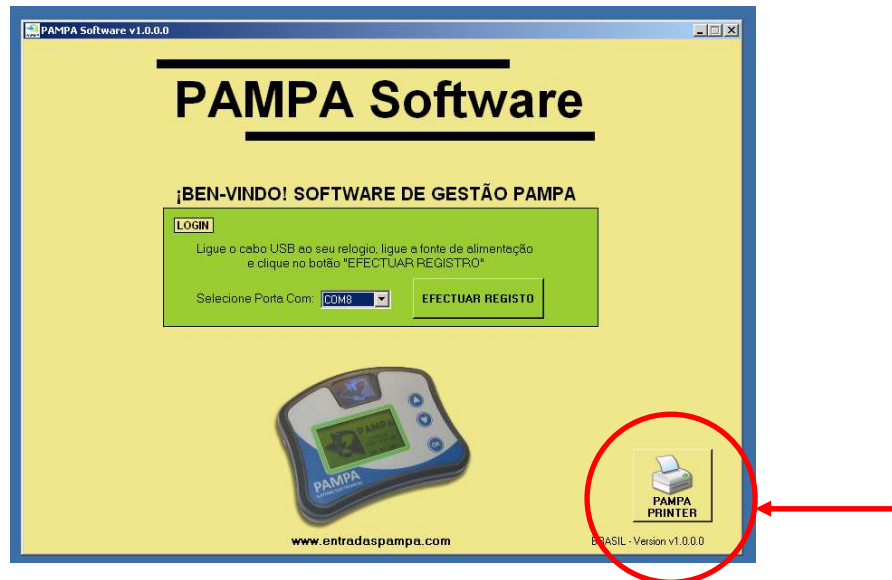 PAMPA Software v1.0.0.0
PAMPA Software
¡BEN-VINDO! SOFTWARE DE GESTÃO PAMPA
LOGIN
Ligue o cabo USB ao seu relogio, ligue a fonte de alimentação
e clique no botão "EFECTUAR REGISTRO"
Selecione Porta Com: COM8
EFECTUAR REGISTO
PAMPA
PAMPA
PAMPA
PRINTER
www.entradaspampa.com
BRASIL - Version v1.0.0.0